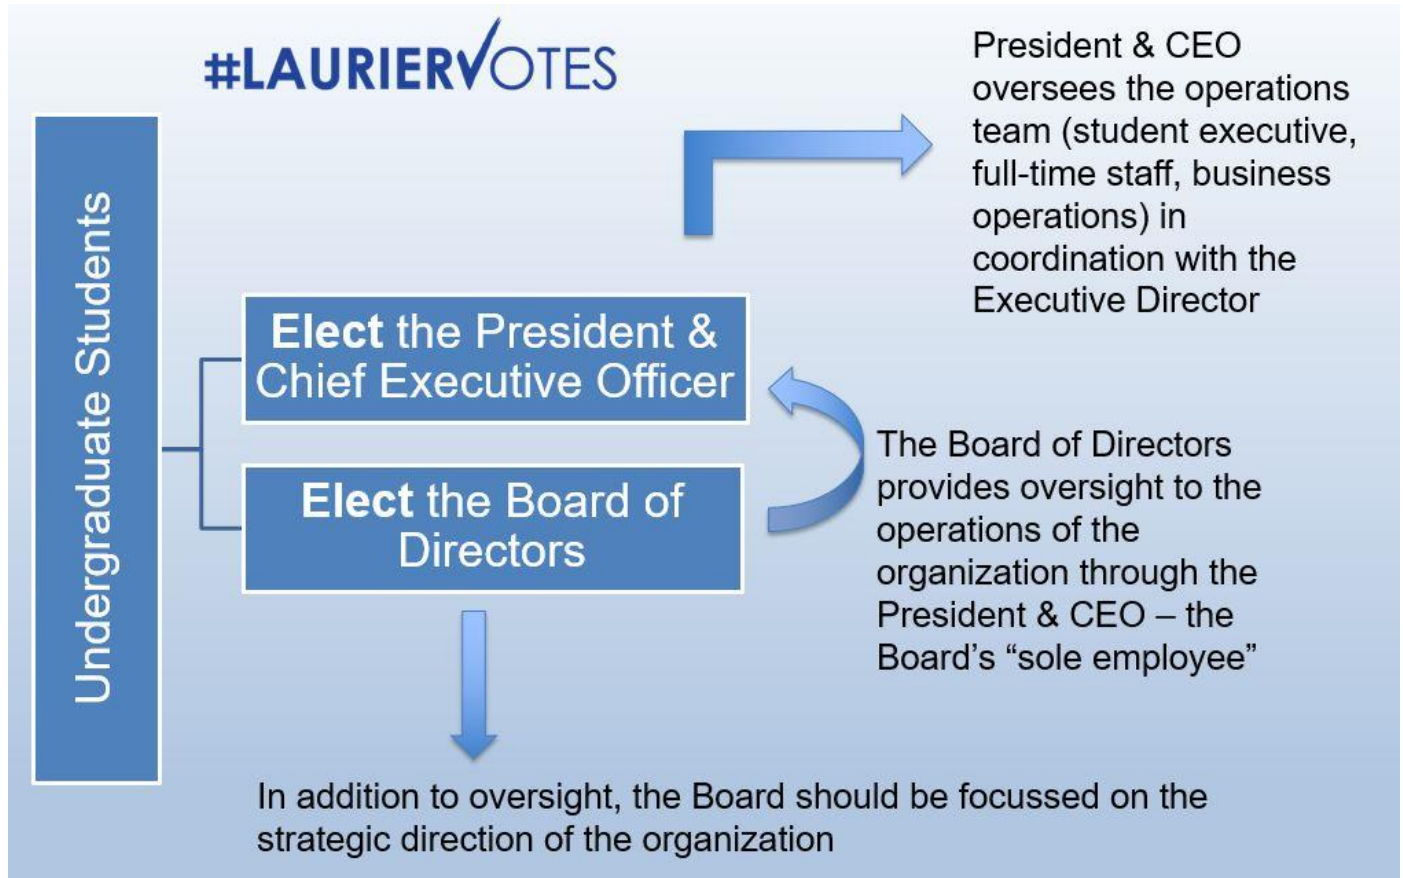 #LAURIERVOTES
President & CEO
oversees the operations
team (student executive,
full-time staff, business
operations) in
coordination with the
Executive Director
Undergraduate Students
Elect the President &
Chief Executive Officer
Elect the Board of
Directors
The Board of Directors
provides oversight to the
operations of the
organization through the
President & CEO – the
Board’s “sole employee”
In addition to oversight, the Board should be focussed on the
strategic direction of the organization